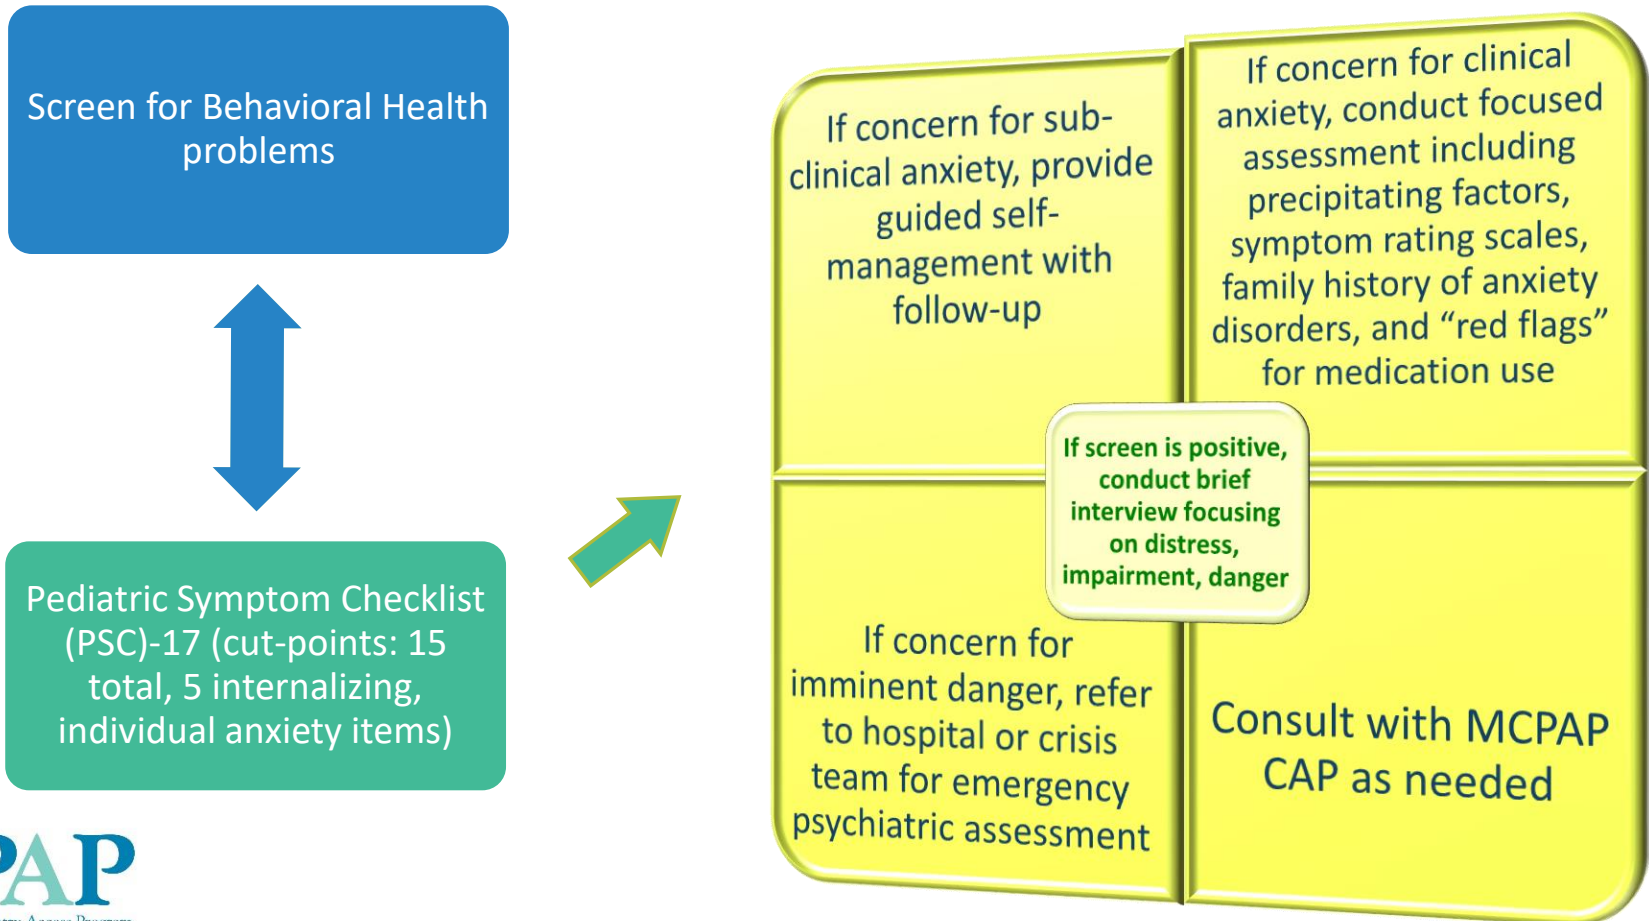 Screen for Behavioral Health
problems
Pediatric Symptom Checklist
(PSC)-17 (cut-points: 15
total, 5 internalizing,
individual anxiety items)
If concern for sub-
clinical anxiety, provide
guided self-
management with
follow-up
If concern for clinical
anxiety, conduct focused
assessment including
precipitating factors,
symptom rating scales,
family history of anxiety
disorders, and “red flags”
for medication use
If screen is positive,
conduct brief
interview focusing
on distress,
impairment, danger
If concern for
imminent danger, refer
to hospital or crisis
team for emergency
psychiatric assessment
Consult with MCPAP
CAP as needed
PAP